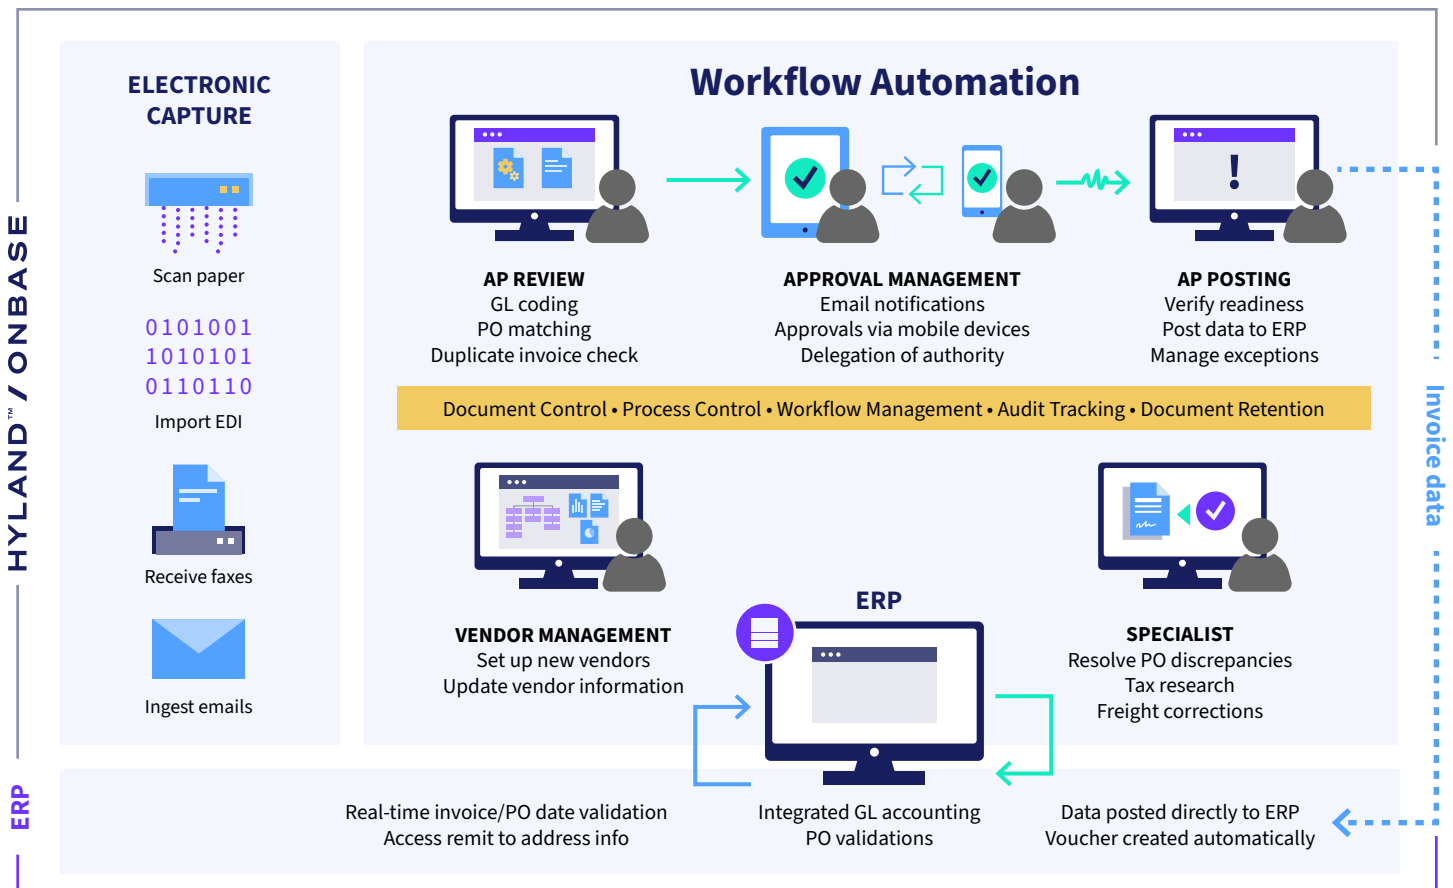 HYLAND™ / ONBASE
ERP
ELECTRONIC
CAPTURE
Scan paper
0101001
1010101
0110110
Import EDI
Receive faxes
Ingest emails
Workflow Automation
AP REVIEW
GL coding
PO matching
Duplicate invoice check
APPROVAL MANAGEMENT
Email notifications
Approvals via mobile devices
Delegation of authority
!
AP POSTING
Verify readiness
Post data to ERP
Manage exceptions
Document Control • Process Control • Workflow Management • Audit Tracking • Document Retention
VENDOR MANAGEMENT
Set up new vendors
Update vendor information
ERP
SPECIALIST
Resolve PO discrepancies
Tax research
Freight corrections
Invoice data
Real-time invoice/PO date validation
Access remit to address info
Integrated GL accounting
PO validations
Data posted directly to ERP
Voucher created automatically